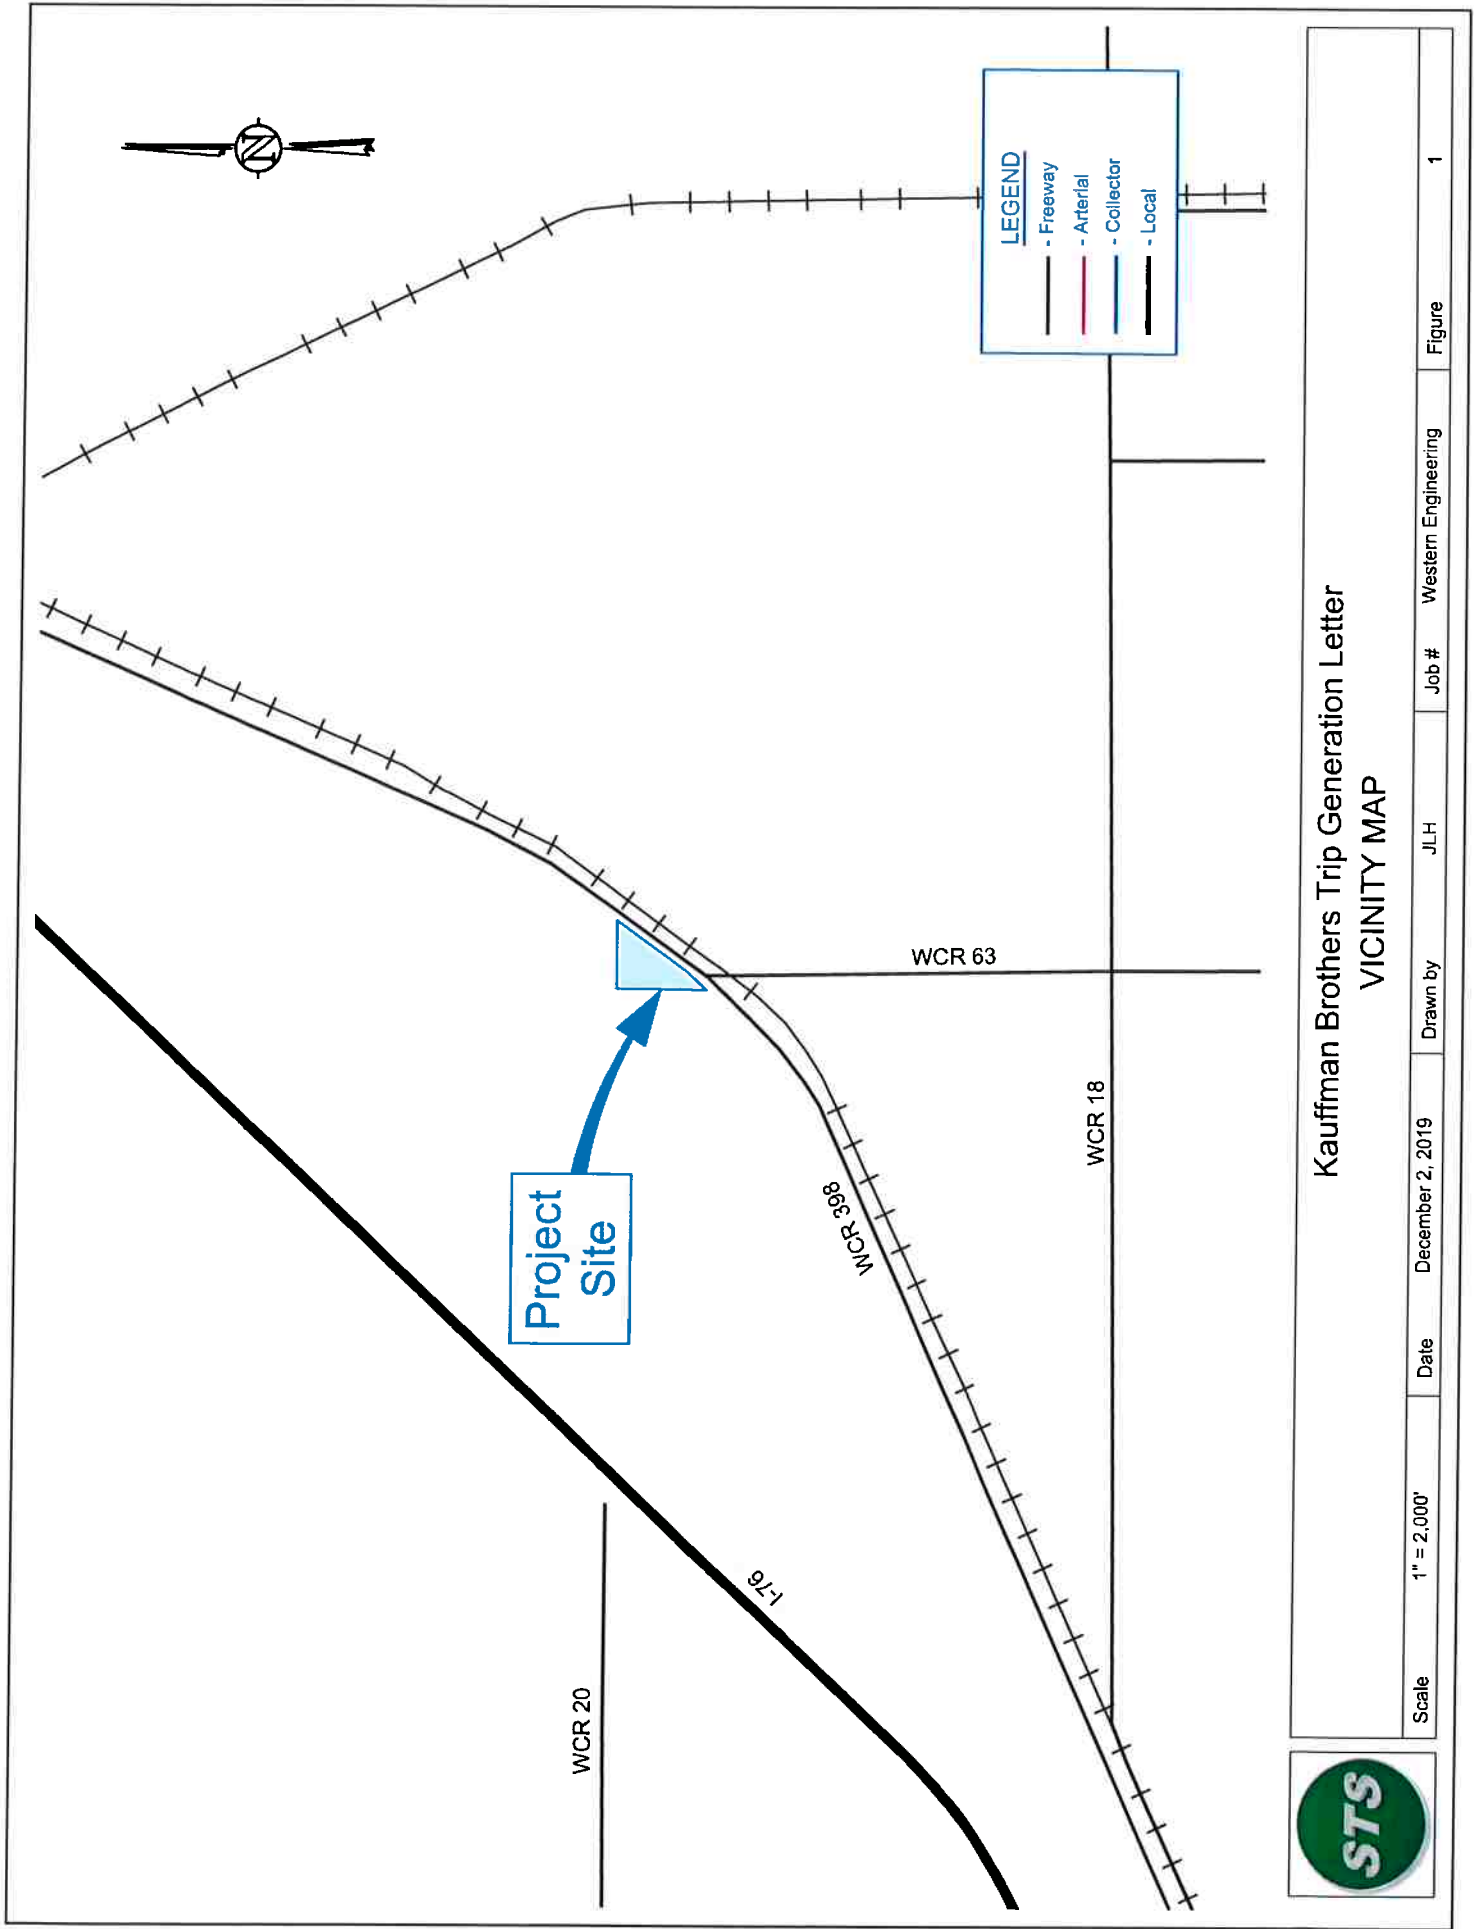 N
LEGEND
- Freeway
- Arterial
- Collector
- Local
WCR 63
WCR 18
WCR 398
Project
Site
I-76
WCR 20
Kauffman Brothers Trip Generation Letter
VICINITY MAP
Scale 1" = 2,000' Date December 2, 2019 Drawn by JLH Job # Western Engineering Figure 1
STS